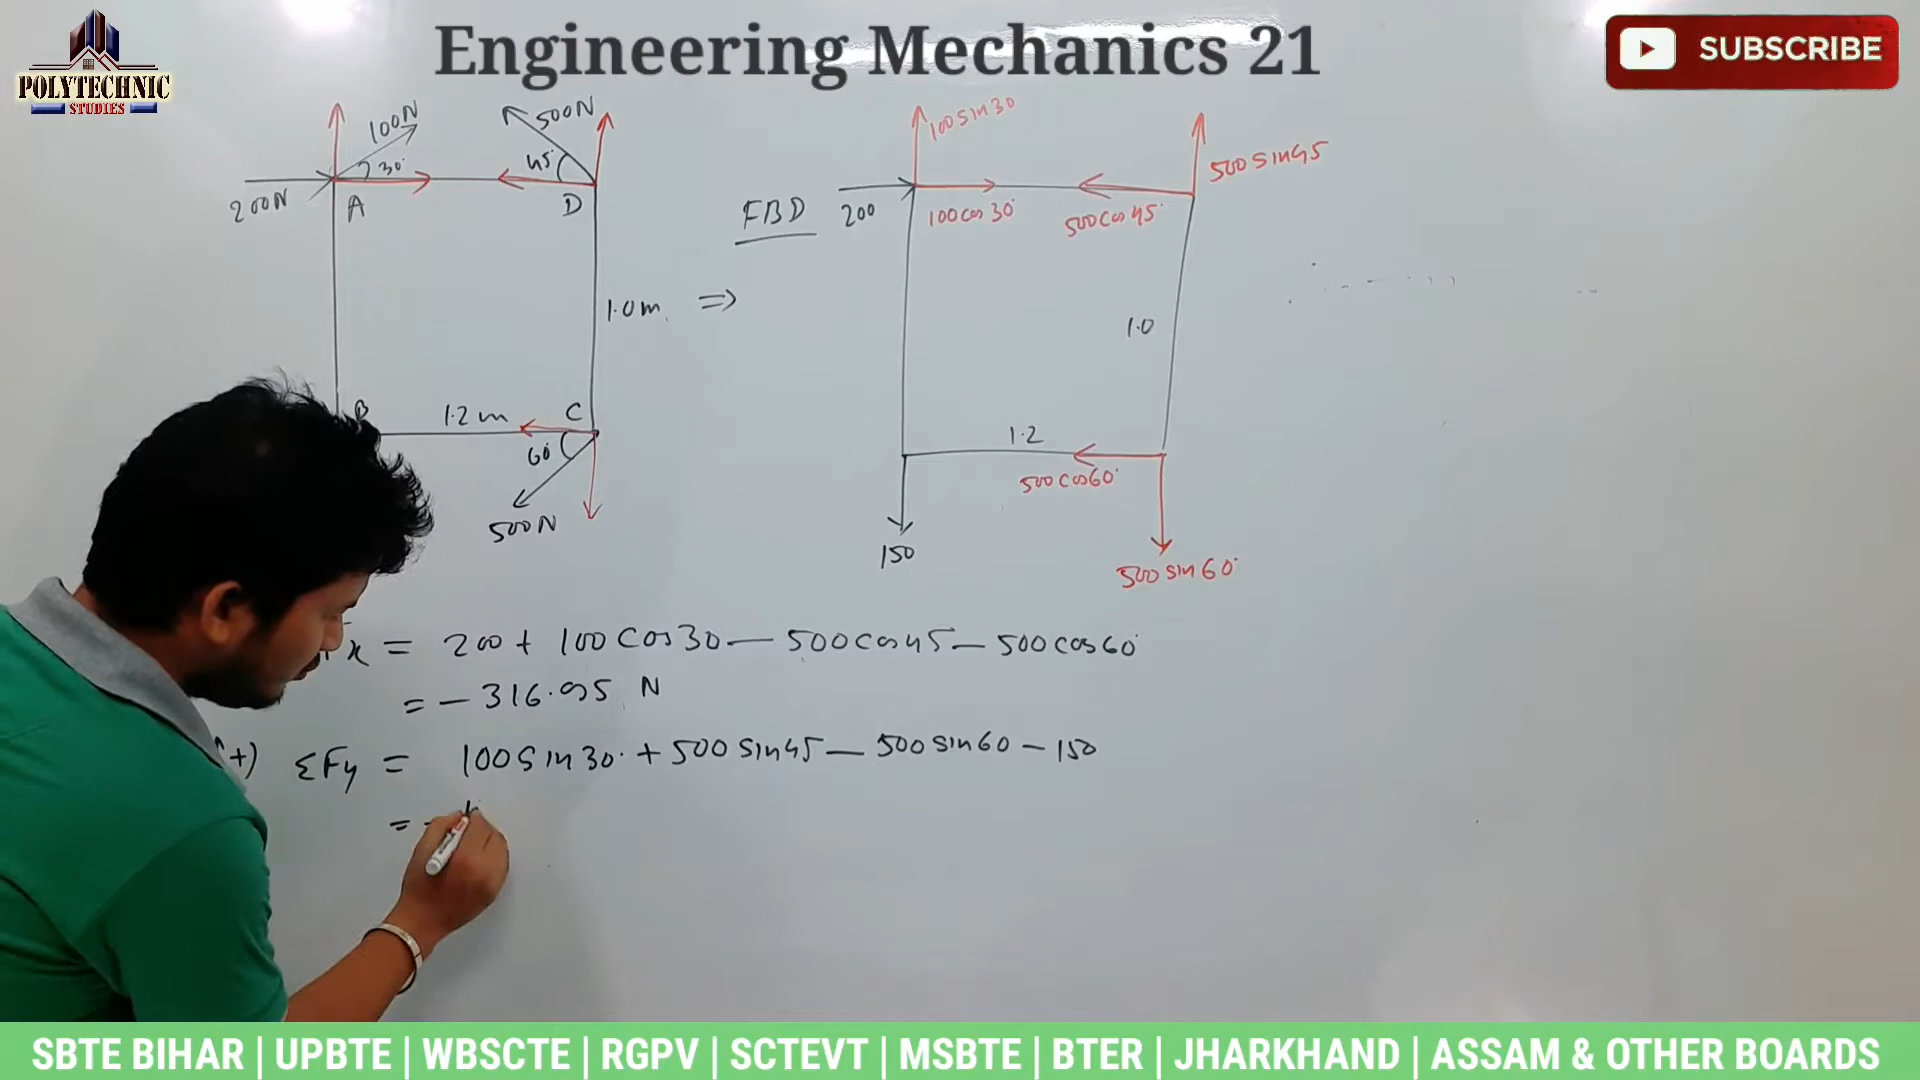 Engineering Mechanics 21
POLYTECHNIC
STUDIES
SUBSCRIBE
100N
30°
200N
A
500N
45°
D
1.0m
=>
B
1.2 m
C
60°
500N
FBD
200
100 sin 30
100 cos 30°
500 cos 45°
500 sin 45
1.0
1.2
500 cos 60°
150
500 sin 60°
x = 200 + 100 cos 30 — 500 cos 45 — 500 cos 60°
= — 316.95 N
+) ΣFy = 100 sin 30° + 500 sin 45 — 500 sin 60 — 150
= -
SBTE BIHAR | UPBTE | WBSCTE | RGPV | SCTEVT | MSBTE | BTER | JHARKHAND | ASSAM & OTHER BOARDS